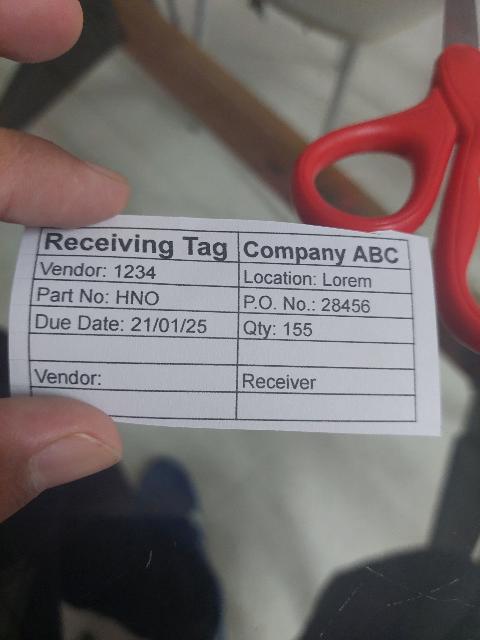 Receiving Tag Company ABC
Vendor: 1234 Location: Lorem
Part No: HNO P.O. No.: 28456
Due Date: 21/01/25 Qty: 155
Vendor: Receiver